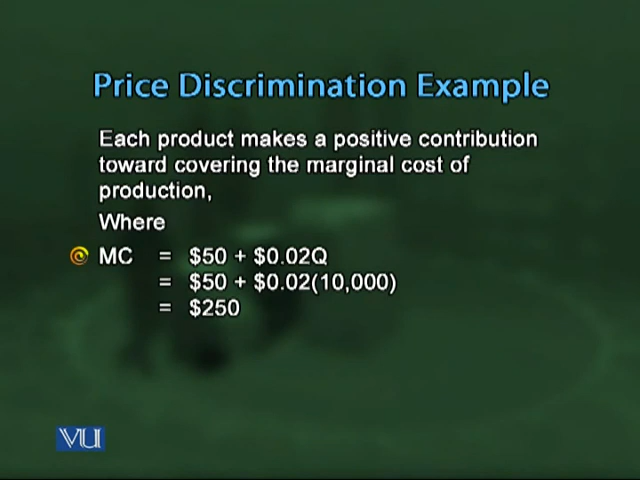 Price Discrimination Example
Each product makes a positive contribution
toward covering the marginal cost of
production,
Where
MC = $50 + $0.02Q
= $50 + $0.02(10,000)
= $250
VU